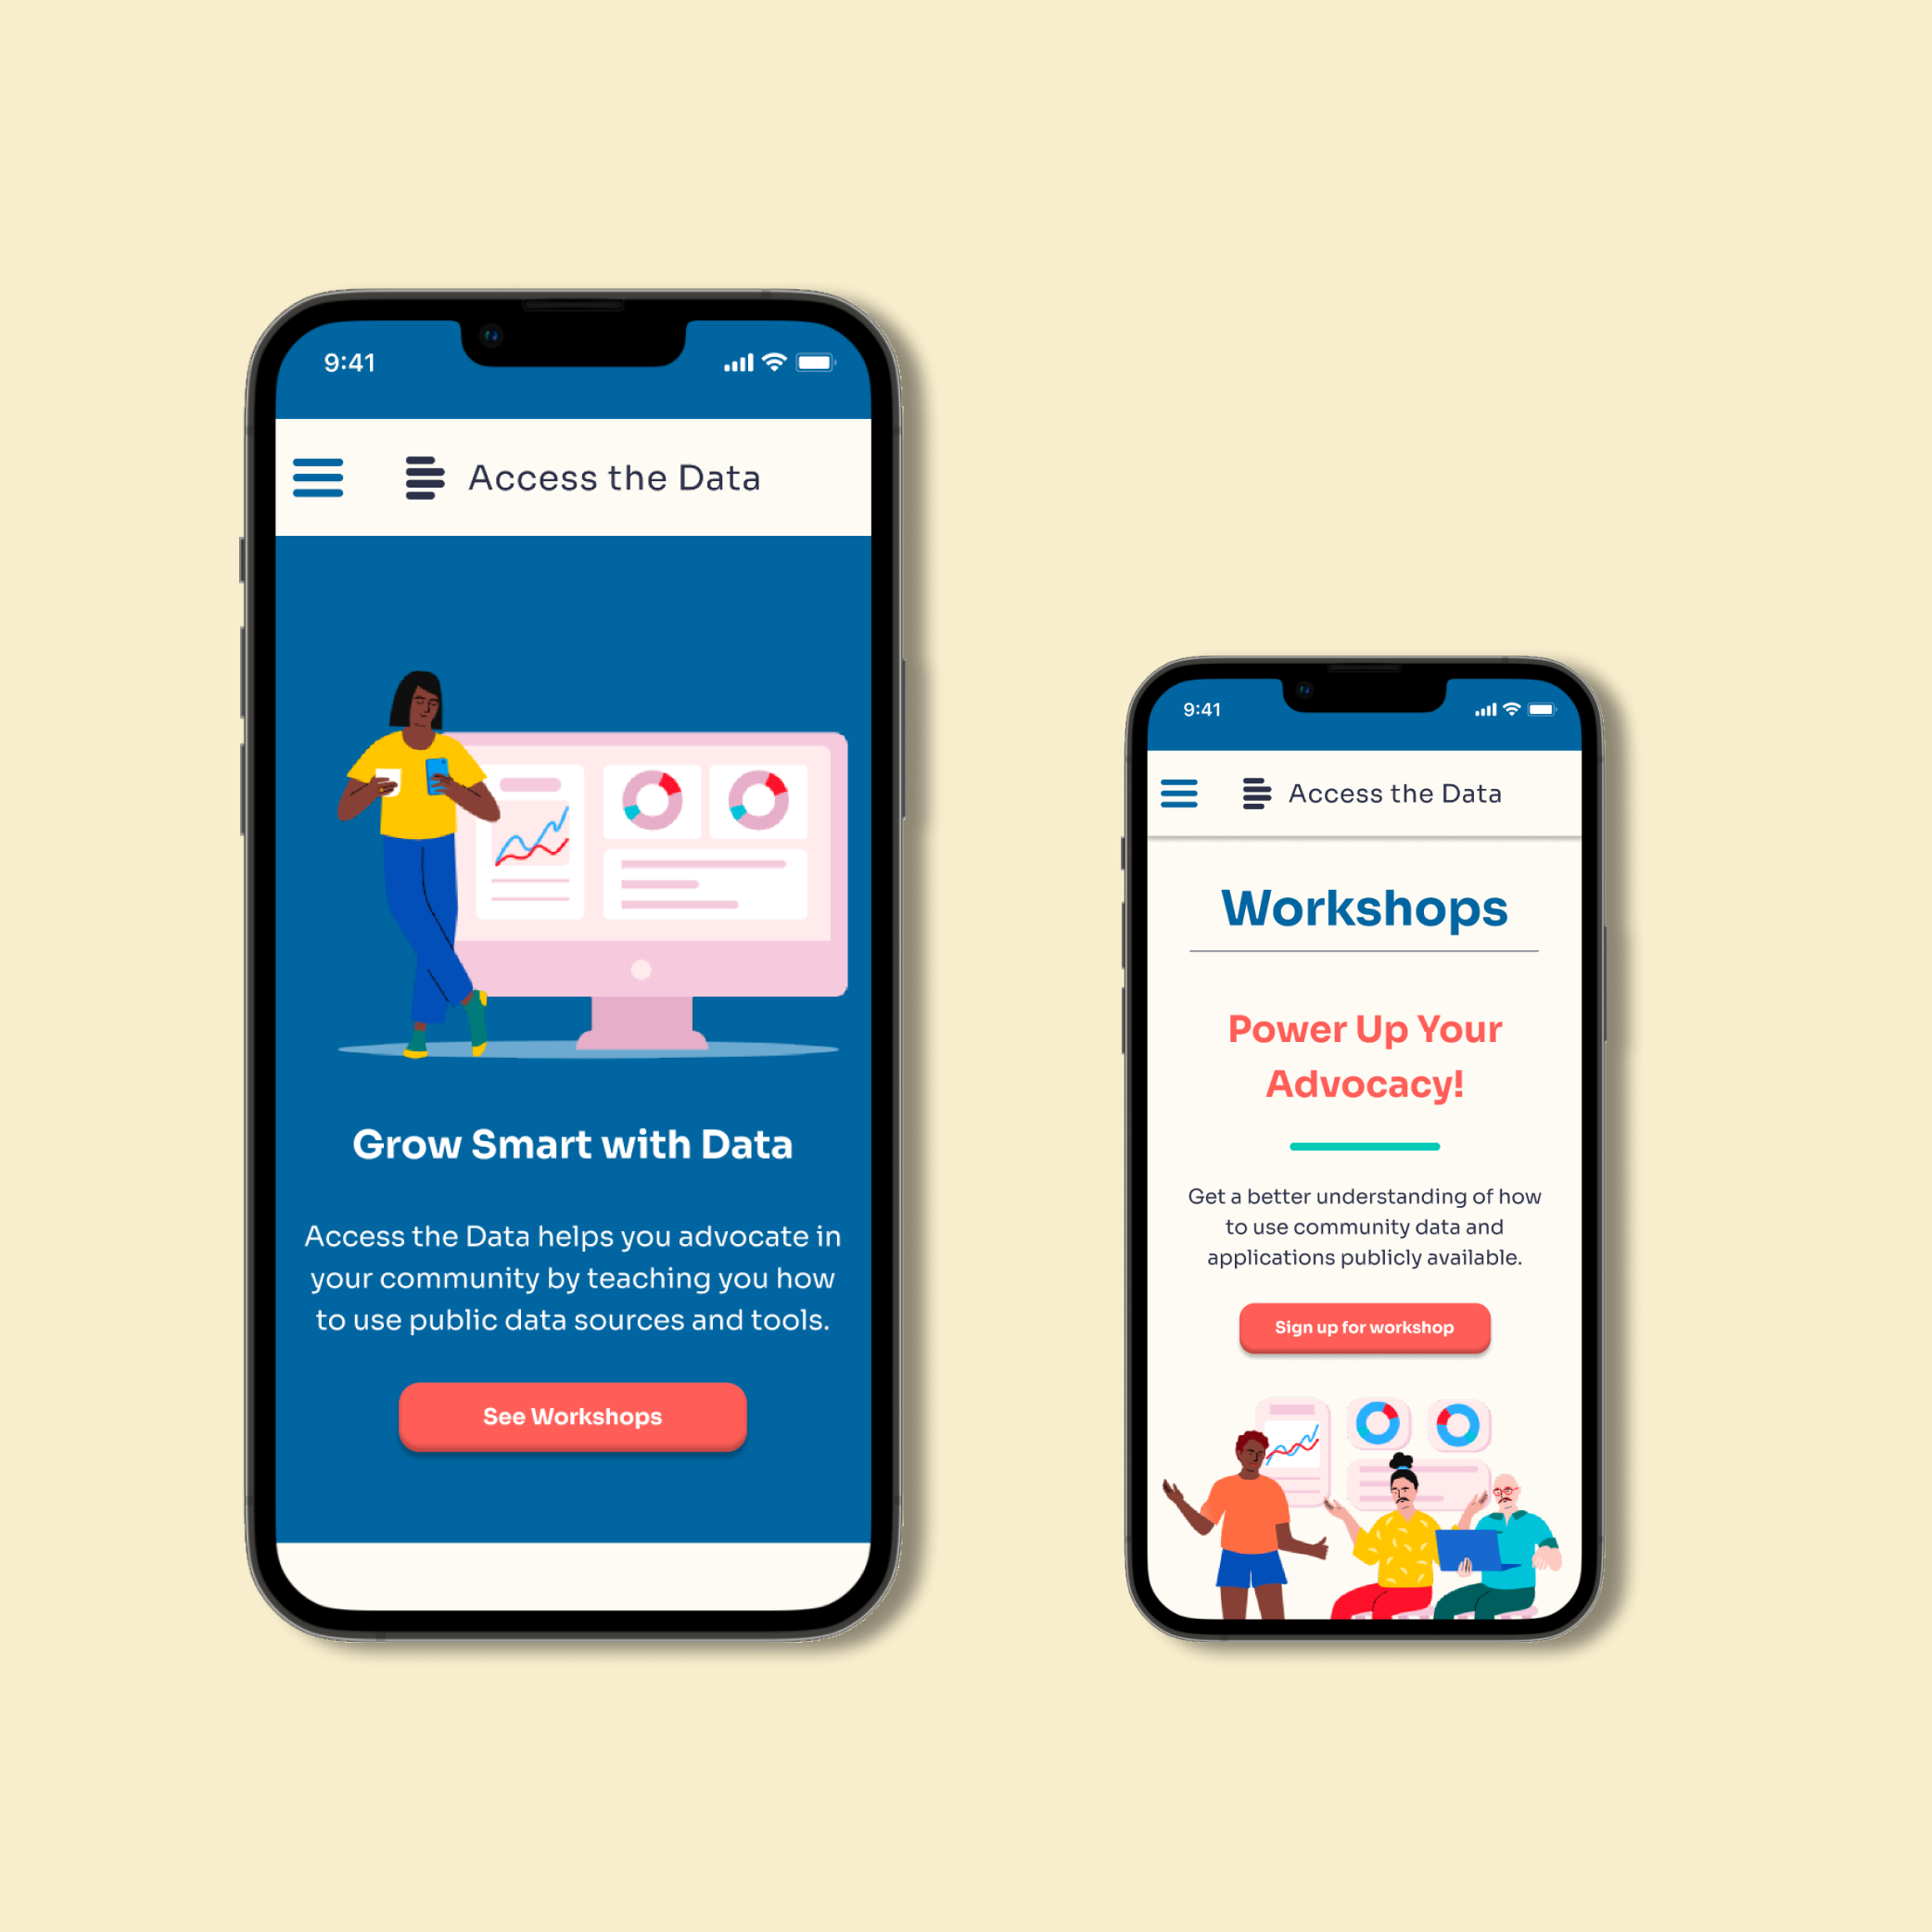 9:41
Access the Data
Grow Smart with Data
Access the Data helps you advocate in
your community by teaching you how
to use public data sources and tools.
See Workshops
9:41
Access the Data
Workshops
Power Up Your
Advocacy!
Get a better understanding of how
to use community data and
applications publicly available.
Sign up for workshop